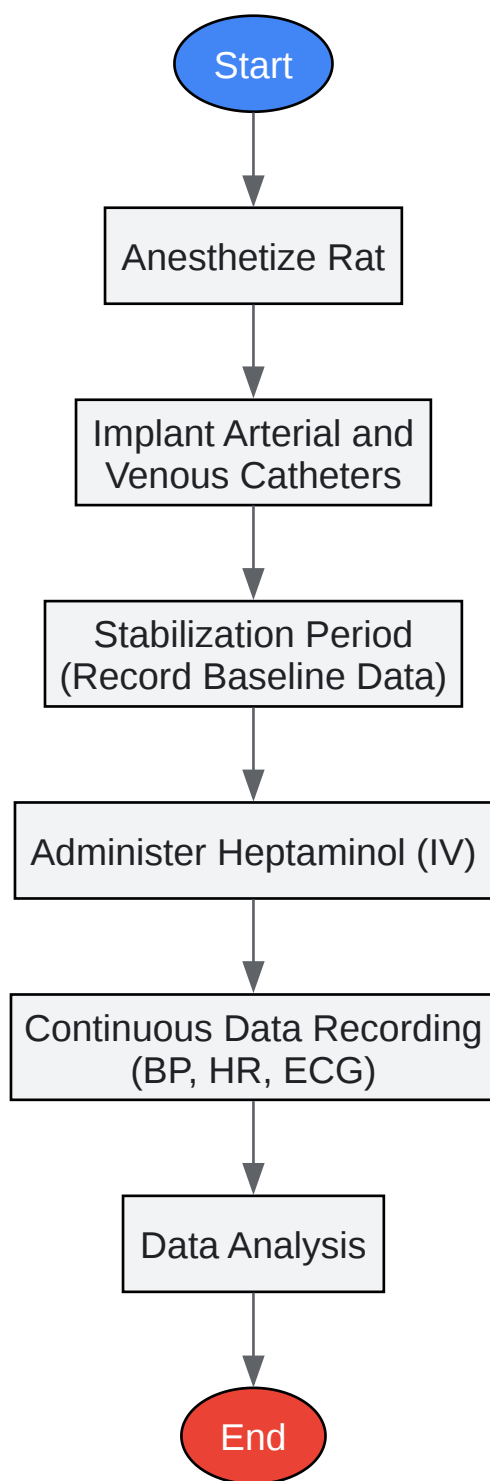 Start
Anesthetize Rat
Implant Arterial and
Venous Catheters
Stabilization Period
(Record Baseline Data)
Administer Heptaminol (IV)
Continuous Data Recording
(BP, HR, ECG)
Data Analysis
End